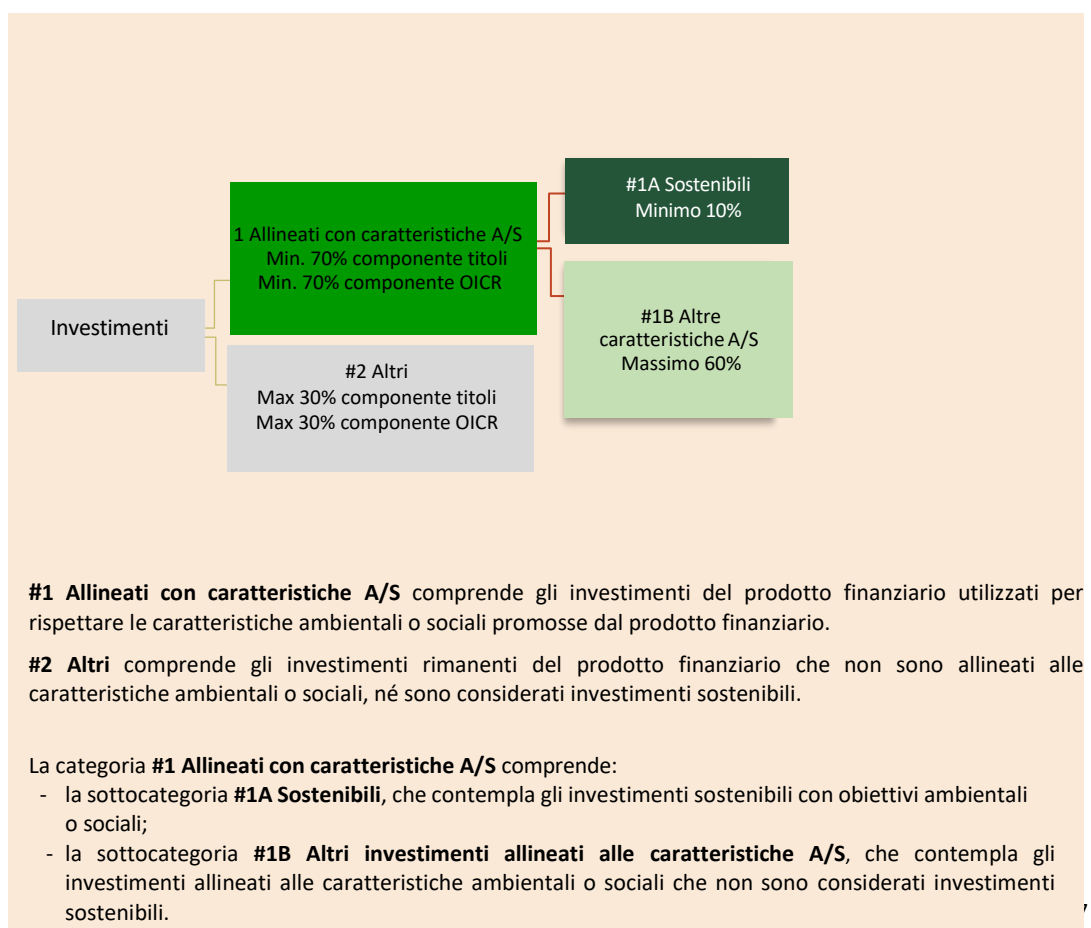 #1A Sostenibili
Minimo 10%
1 Allineati con caratteristiche A/S
Min. 70% componente titoli
Min. 70% componente OICR
Investimenti
#1B Altre
caratteristiche A/S
Massimo 60%
#2 Altri
Max 30% componente titoli
Max 30% componente OICR
#1 Allineati con caratteristiche A/S comprende gli investimenti del prodotto finanziario utilizzati per
rispettare le caratteristiche ambientali o sociali promosse dal prodotto finanziario.
#2 Altri comprende gli investimenti rimanenti del prodotto finanziario che non sono allineati alle
caratteristiche ambientali o sociali, né sono considerati investimenti sostenibili.
La categoria #1 Allineati con caratteristiche A/S comprende:
- la sottocategoria #1A Sostenibili, che contempla gli investimenti sostenibili con obiettivi ambientali
o sociali;
- la sottocategoria #1B Altri investimenti allineati alle caratteristiche A/S, che contempla gli
investimenti allineati alle caratteristiche ambientali o sociali che non sono considerati investimenti
sostenibili.